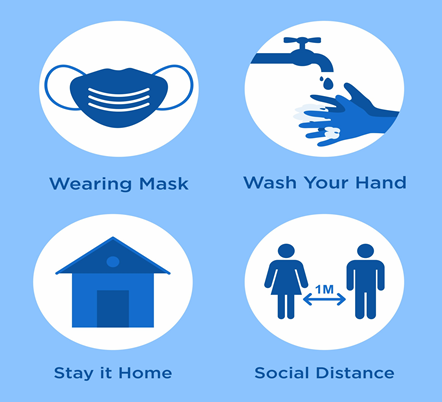 Wearing Mask
Wash Your Hand
1M
Stay it Home
Social Distance